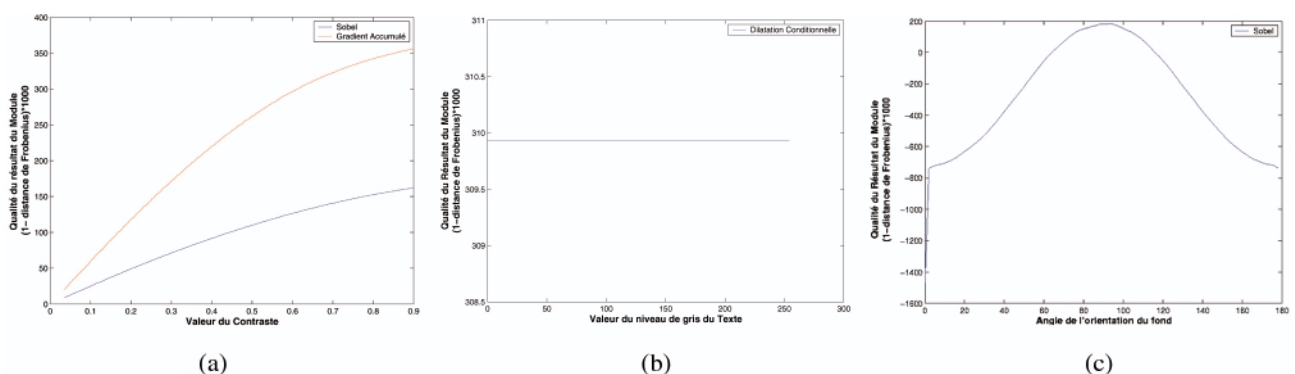 400
350
300
250
200
150
100
50
0
Qualité du résultat du Module
(1- distance de Frobenius)*1000
Sobel
Gradient Accumulé
0 0.1 0.2 0.3 0.4 0.5 0.6 0.7 0.8 0.9
Valeur du Contraste
(a)
311
310.5
310
309.5
309
308.5
Qualité du Résultat du Module
(1-distance de Frobenius)*1000
Dilatation Conditionnelle
0 50 100 150 200 250 300
Valeur du niveau de gris du Texte
(b)
200
0
-200
-400
-600
-800
-1000
-1200
-1400
-1600
Qualité du Résultat du Module
(1-distance de Frobenius)*1000
Sobel
0 20 40 60 80 100 120 140 160 180
Angle de l'orientation du fond
(c)